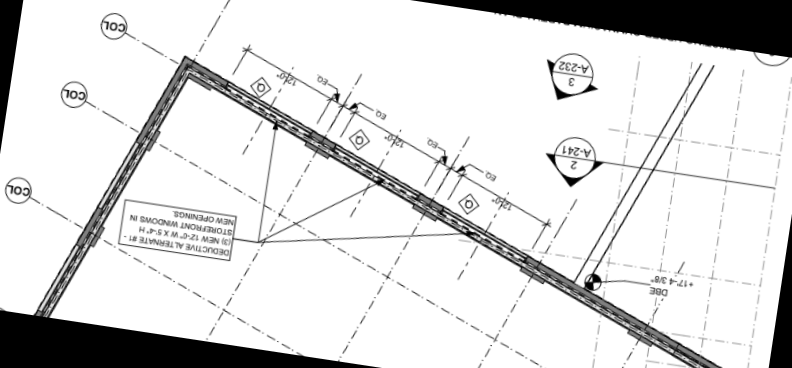 DEDUCTIVE ALTERNATE #1 -
(3) NEW 12'-0" W X 5'-4" H
STOREFRONT WINDOWS IN
NEW OPENINGS.
DBE
+17'-4 3/8"
2
A-241
3
A-232
12'-0"
EQ.
EQ.
12'-0"
EQ.
EQ.
12'-0"
Q
Q
Q
COL
COL
COL